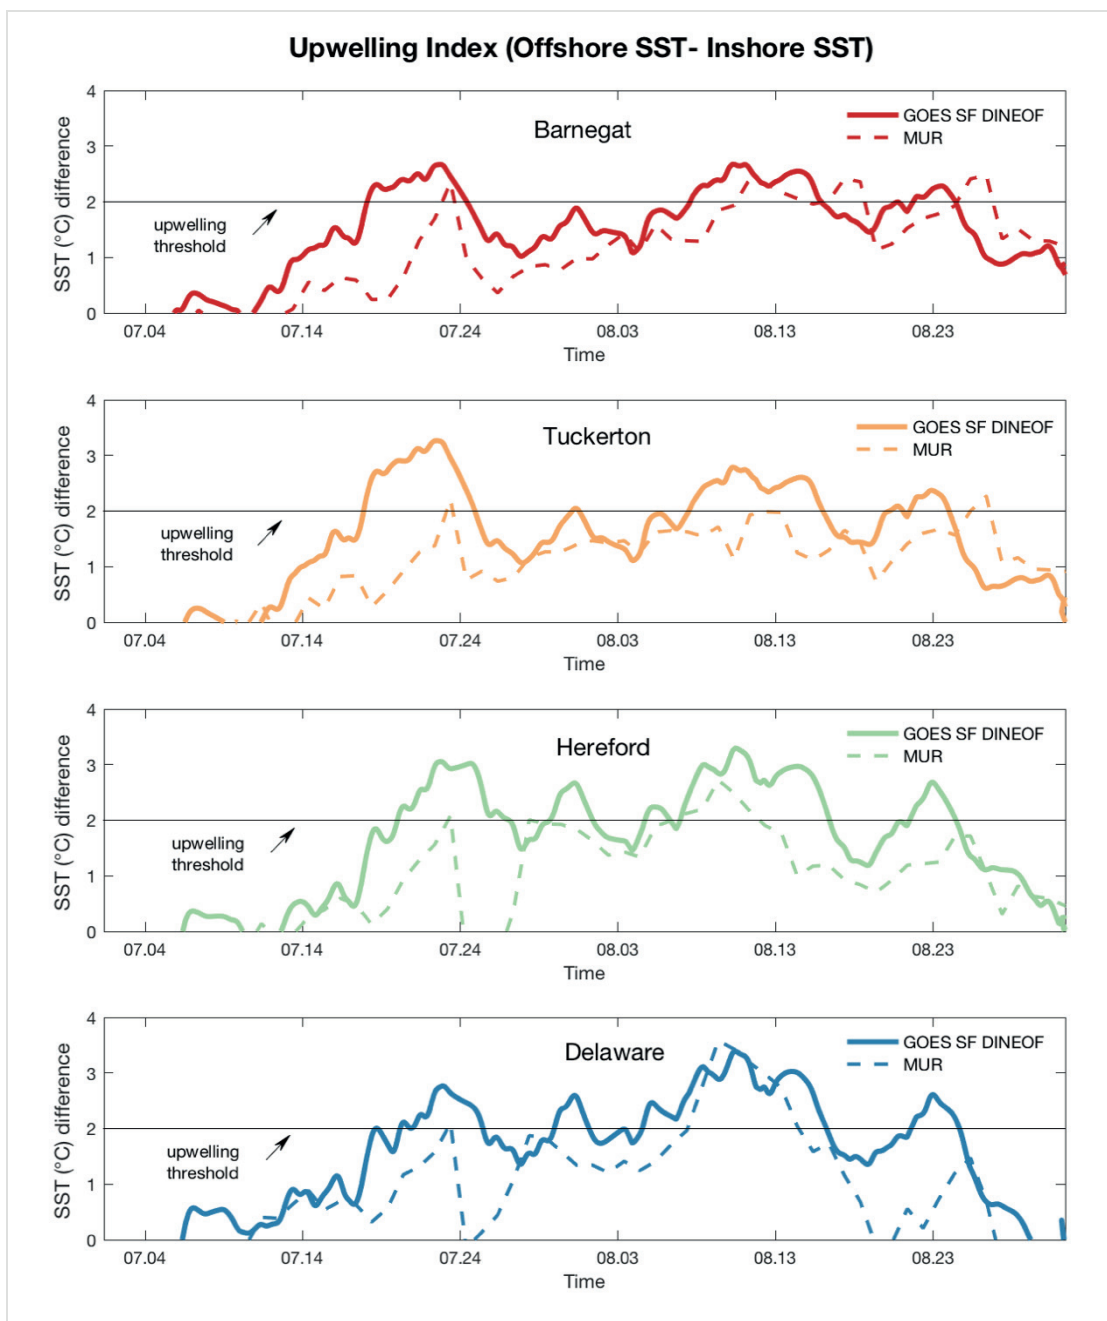 Upwelling Index (Offshore SST- Inshore SST)
4
3
2
1
0
SST (°C) difference
Barnegat
GOES SF DINEOF
MUR
upwelling
threshold
07.04 07.14 07.24 08.03 08.13 08.23
Time
4
3
2
1
0
SST (°C) difference
Tuckerton
GOES SF DINEOF
MUR
upwelling
threshold
07.04 07.14 07.24 08.03 08.13 08.23
Time
4
3
2
1
0
SST (°C) difference
Hereford
GOES SF DINEOF
MUR
upwelling
threshold
07.04 07.14 07.24 08.03 08.13 08.23
Time
4
3
2
1
0
SST (°C) difference
Delaware
GOES SF DINEOF
MUR
upwelling
threshold
07.04 07.14 07.24 08.03 08.13 08.23
Time